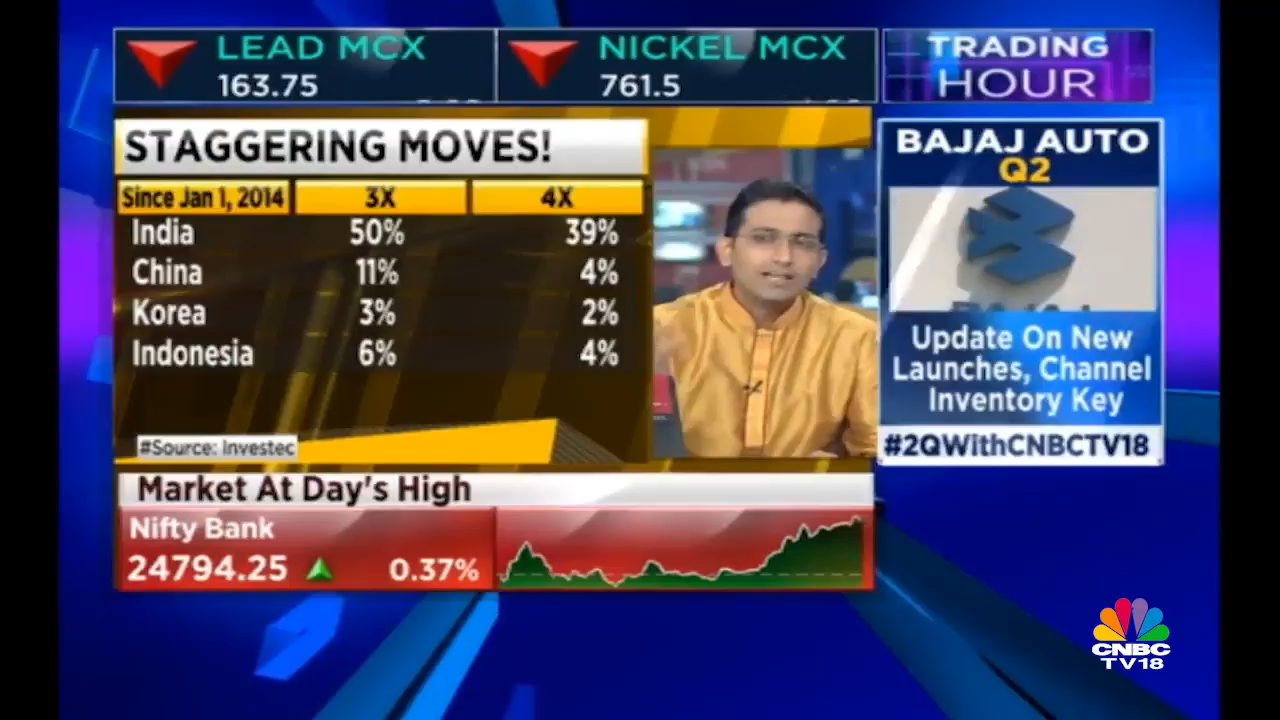 LEAD MCX
163.75
NICKEL MCX
761.5
TRADING
HOUR
STAGGERING MOVES!
Since Jan 1, 2014 3X 4X
India 50% 39%
China 11% 4%
Korea 3% 2%
Indonesia 6% 4%
#Source: Investec
BAJAJ AUTO
Q2
Update On New
Launches, Channel
Inventory Key
#2QWithCNBCTV18
Market At Day's High
Nifty Bank
24794.25 0.37%
CNBC
TV18